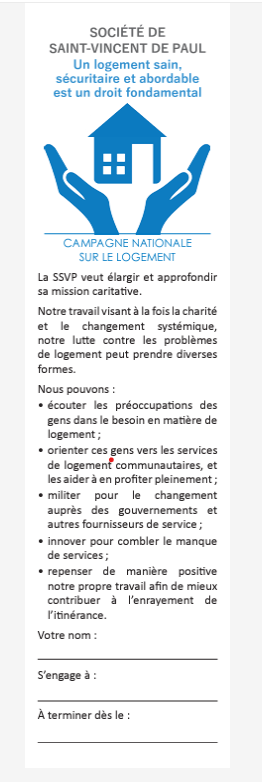 SOCIÉTÉ DE
SAINT-VINCENT DE PAUL
Un logement sain,
sécuritaire et abordable
est un droit fondamental
CAMPAGNE NATIONALE
SUR LE LOGEMENT
La SSVP veut élargir et approfondir
sa mission caritative.
Notre travail visant à la fois la charité
et le changement systémique,
notre lutte contre les problèmes
de logement peut prendre diverses
formes.
Nous pouvons :
• écouter les préoccupations des
gens dans le besoin en matière de
logement ;
• orienter ces gens vers les services
de logement communautaires, et
les aider à en profiter pleinement ;
• militer pour le changement
auprès des gouvernements et
autres fournisseurs de service ;
• innover pour combler le manque
de services ;
• repenser de manière positive
notre propre travail afin de mieux
contribuer à l'enrayement de
l'itinérance.
Votre nom :
S'engage à :
À terminer dès le :